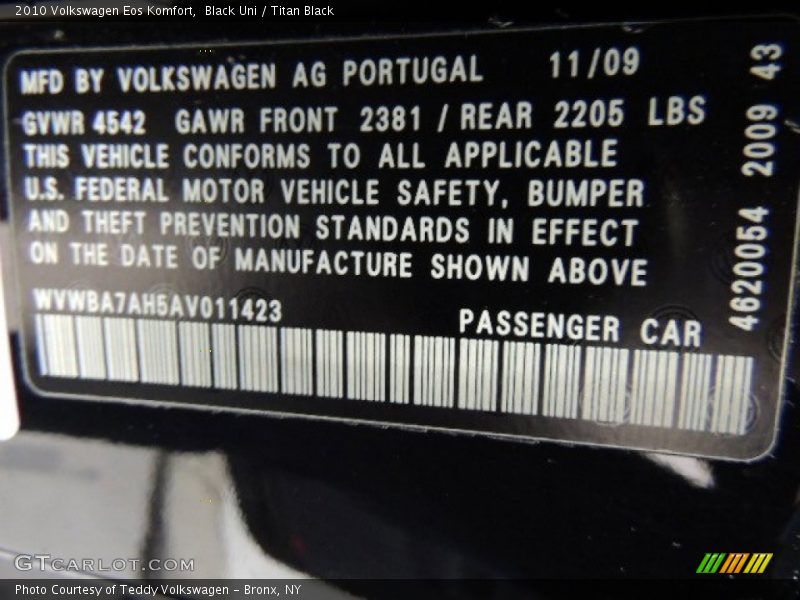 2010 Volkswagen Eos Komfort, Black Uni / Titan Black
MFD BY VOLKSWAGEN AG PORTUGAL 11/09
GVWR 4542 GAWR FRONT 2381 / REAR 2205 LBS
THIS VEHICLE CONFORMS TO ALL APPLICABLE
U.S. FEDERAL MOTOR VEHICLE SAFETY, BUMPER
AND THEFT PREVENTION STANDARDS IN EFFECT
ON THE DATE OF MANUFACTURE SHOWN ABOVE
WVWBA7AH5AV011423
PASSENGER CAR
4620054 2009 43
GTCARLOT.COM
Photo Courtesy of Teddy Volkswagen - Bronx, NY